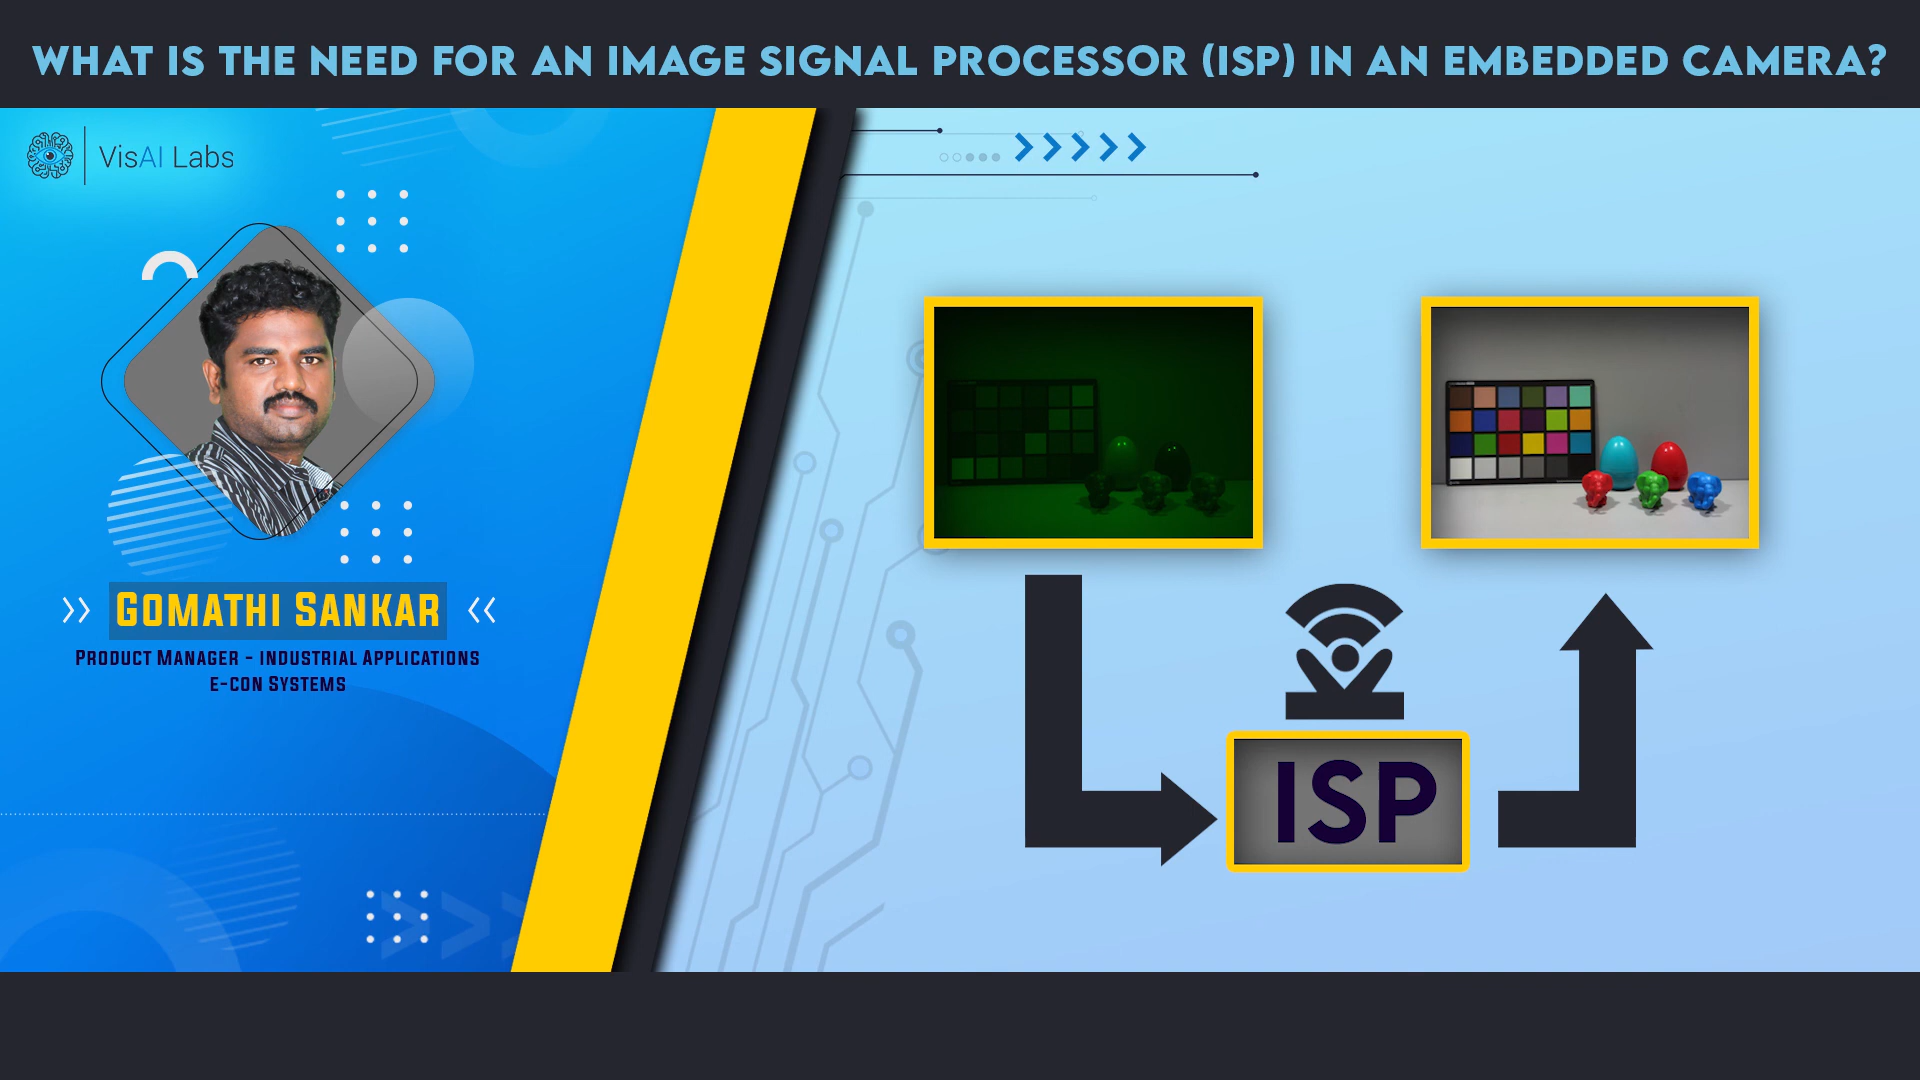 WHAT IS THE NEED FOR AN IMAGE SIGNAL PROCESSOR (ISP) IN AN EMBEDDED CAMERA?
VisAI Labs
GOMATHI SANKAR
PRODUCT MANAGER - INDUSTRIAL APPLICATIONS
E-CON SYSTEMS
ISP